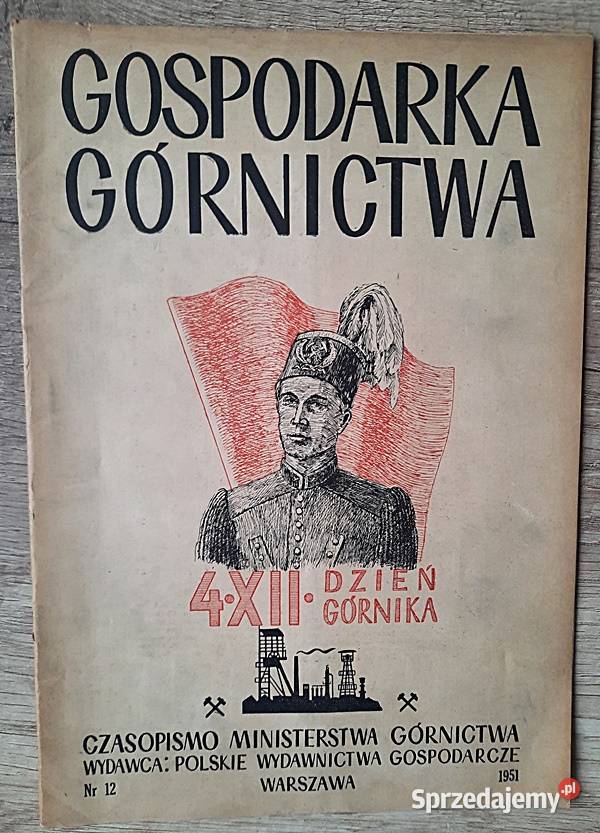 GOSPODARKA
GÓRNICTWA
4·XII· DZIEŃ
GÓRNIKA
CZASOPISMO MINISTERSTWA GÓRNICTWA
WYDAWCA: POLSKIE WYDAWNICTWA GOSPODARCZE
Nr 12 WARSZAWA 1951
Sprzedajemy.pl